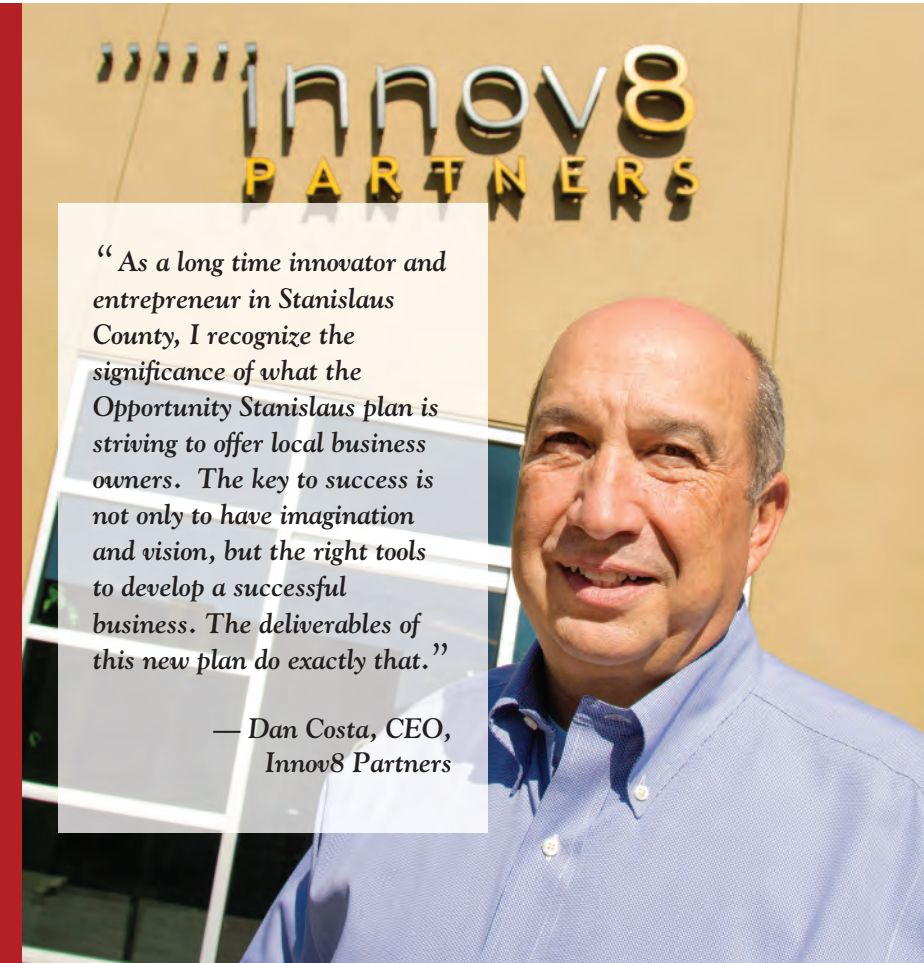 innov8
PARTNERS
“As a long time innovator and
entrepreneur in Stanislaus
County, I recognize the
significance of what the
Opportunity Stanislaus plan is
striving to offer local business
owners.  The key to success is
not only to have imagination
and vision, but the right tools
to develop a successful
business. The deliverables of
this new plan do exactly that.”
— Dan Costa, CEO,
Innov8 Partners